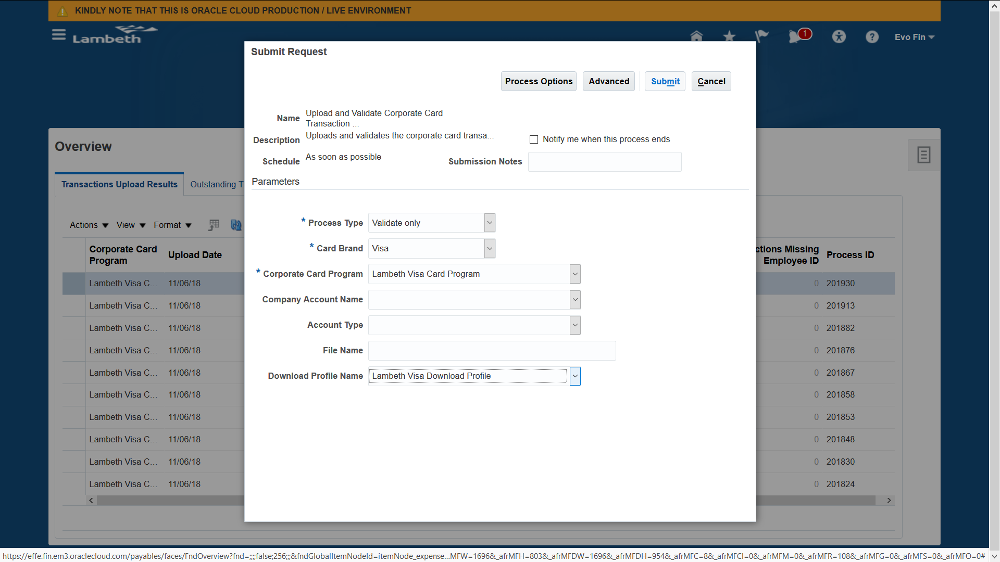 KINDLY NOTE THAT THIS IS ORACLE CLOUD PRODUCTION / LIVE ENVIRONMENT
Lambeth
1
Evo Fin
Submit Request
Process Options
Advanced
Submit
Cancel
Name
Upload and Validate Corporate Card
Transaction ...
Description
Uploads and validates the corporate card transa...
Notify me when this process ends
Schedule
As soon as possible
Submission Notes
Parameters
* Process Type
Validate only
* Card Brand
Visa
* Corporate Card Program
Lambeth Visa Card Program
Company Account Name
Account Type
File Name
Download Profile Name
Lambeth Visa Download Profile
Overview
Transactions Upload Results
Outstanding T
Actions
View
Format
Corporate Card
Program
Upload Date
ctions Missing
Employee ID
Process ID
Lambeth Visa C... 11/06/18 0 201930
Lambeth Visa C... 11/06/18 0 201913
Lambeth Visa C... 11/06/18 0 201882
Lambeth Visa C... 11/06/18 0 201876
Lambeth Visa C... 11/06/18 0 201867
Lambeth Visa C... 11/06/18 0 201858
Lambeth Visa C... 11/06/18 0 201853
Lambeth Visa C... 11/06/18 0 201848
Lambeth Visa C... 11/06/18 0 201830
Lambeth Visa C... 11/06/18 0 201824
https://effe.fin.em3.oraclecloud.com/payables/faces/FndOverview?fnd=;;;;false;256;;;&fndGlobalItemNodeId=itemNode_expense...MFW=1696&_afrMFH=803&_afrMFDW=1696&_afrMFDH=954&_afrMFC=8&_afrMFCI=0&_afrMFM=0&_afrMFR=108&_afrMFG=0&_afrMFS=0&_afrMFO=0#